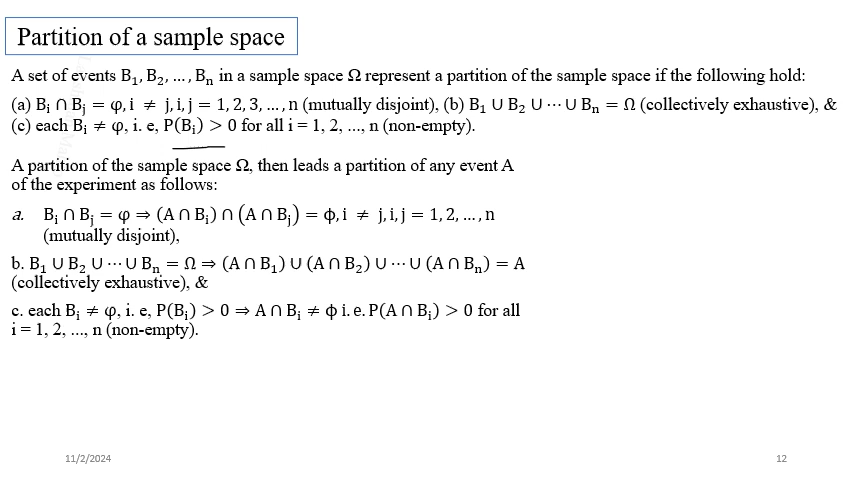 Partition of a sample space
A set of events B₁, B₂, ..., Bₙ in a sample space Ω represent a partition of the sample space if the following hold:
(a) Bᵢ ∩ Bⱼ = φ, i ≠ j, i, j = 1, 2, 3, ..., n (mutually disjoint), (b) B₁ ∪ B₂ ∪ ⋯ ∪ Bₙ = Ω (collectively exhaustive), &
(c) each Bᵢ ≠ φ, i. e, P(Bᵢ) > 0 for all i = 1, 2, ..., n (non-empty).
A partition of the sample space Ω, then leads a partition of any event A
of the experiment as follows:
a. Bᵢ ∩ Bⱼ = φ ⇒ (A ∩ Bᵢ) ∩ (A ∩ Bⱼ) = ϕ, i ≠ j, i, j = 1, 2, ..., n
(mutually disjoint),
b. B₁ ∪ B₂ ∪ ⋯ ∪ Bₙ = Ω ⇒ (A ∩ B₁) ∪ (A ∩ B₂) ∪ ⋯ ∪ (A ∩ Bₙ) = A
(collectively exhaustive), &
c. each Bᵢ ≠ φ, i. e, P(Bᵢ) > 0 ⇒ A ∩ Bᵢ ≠ ϕ i. e. P(A ∩ Bᵢ) > 0 for all
i = 1, 2, ..., n (non-empty).
11/2/2024
12